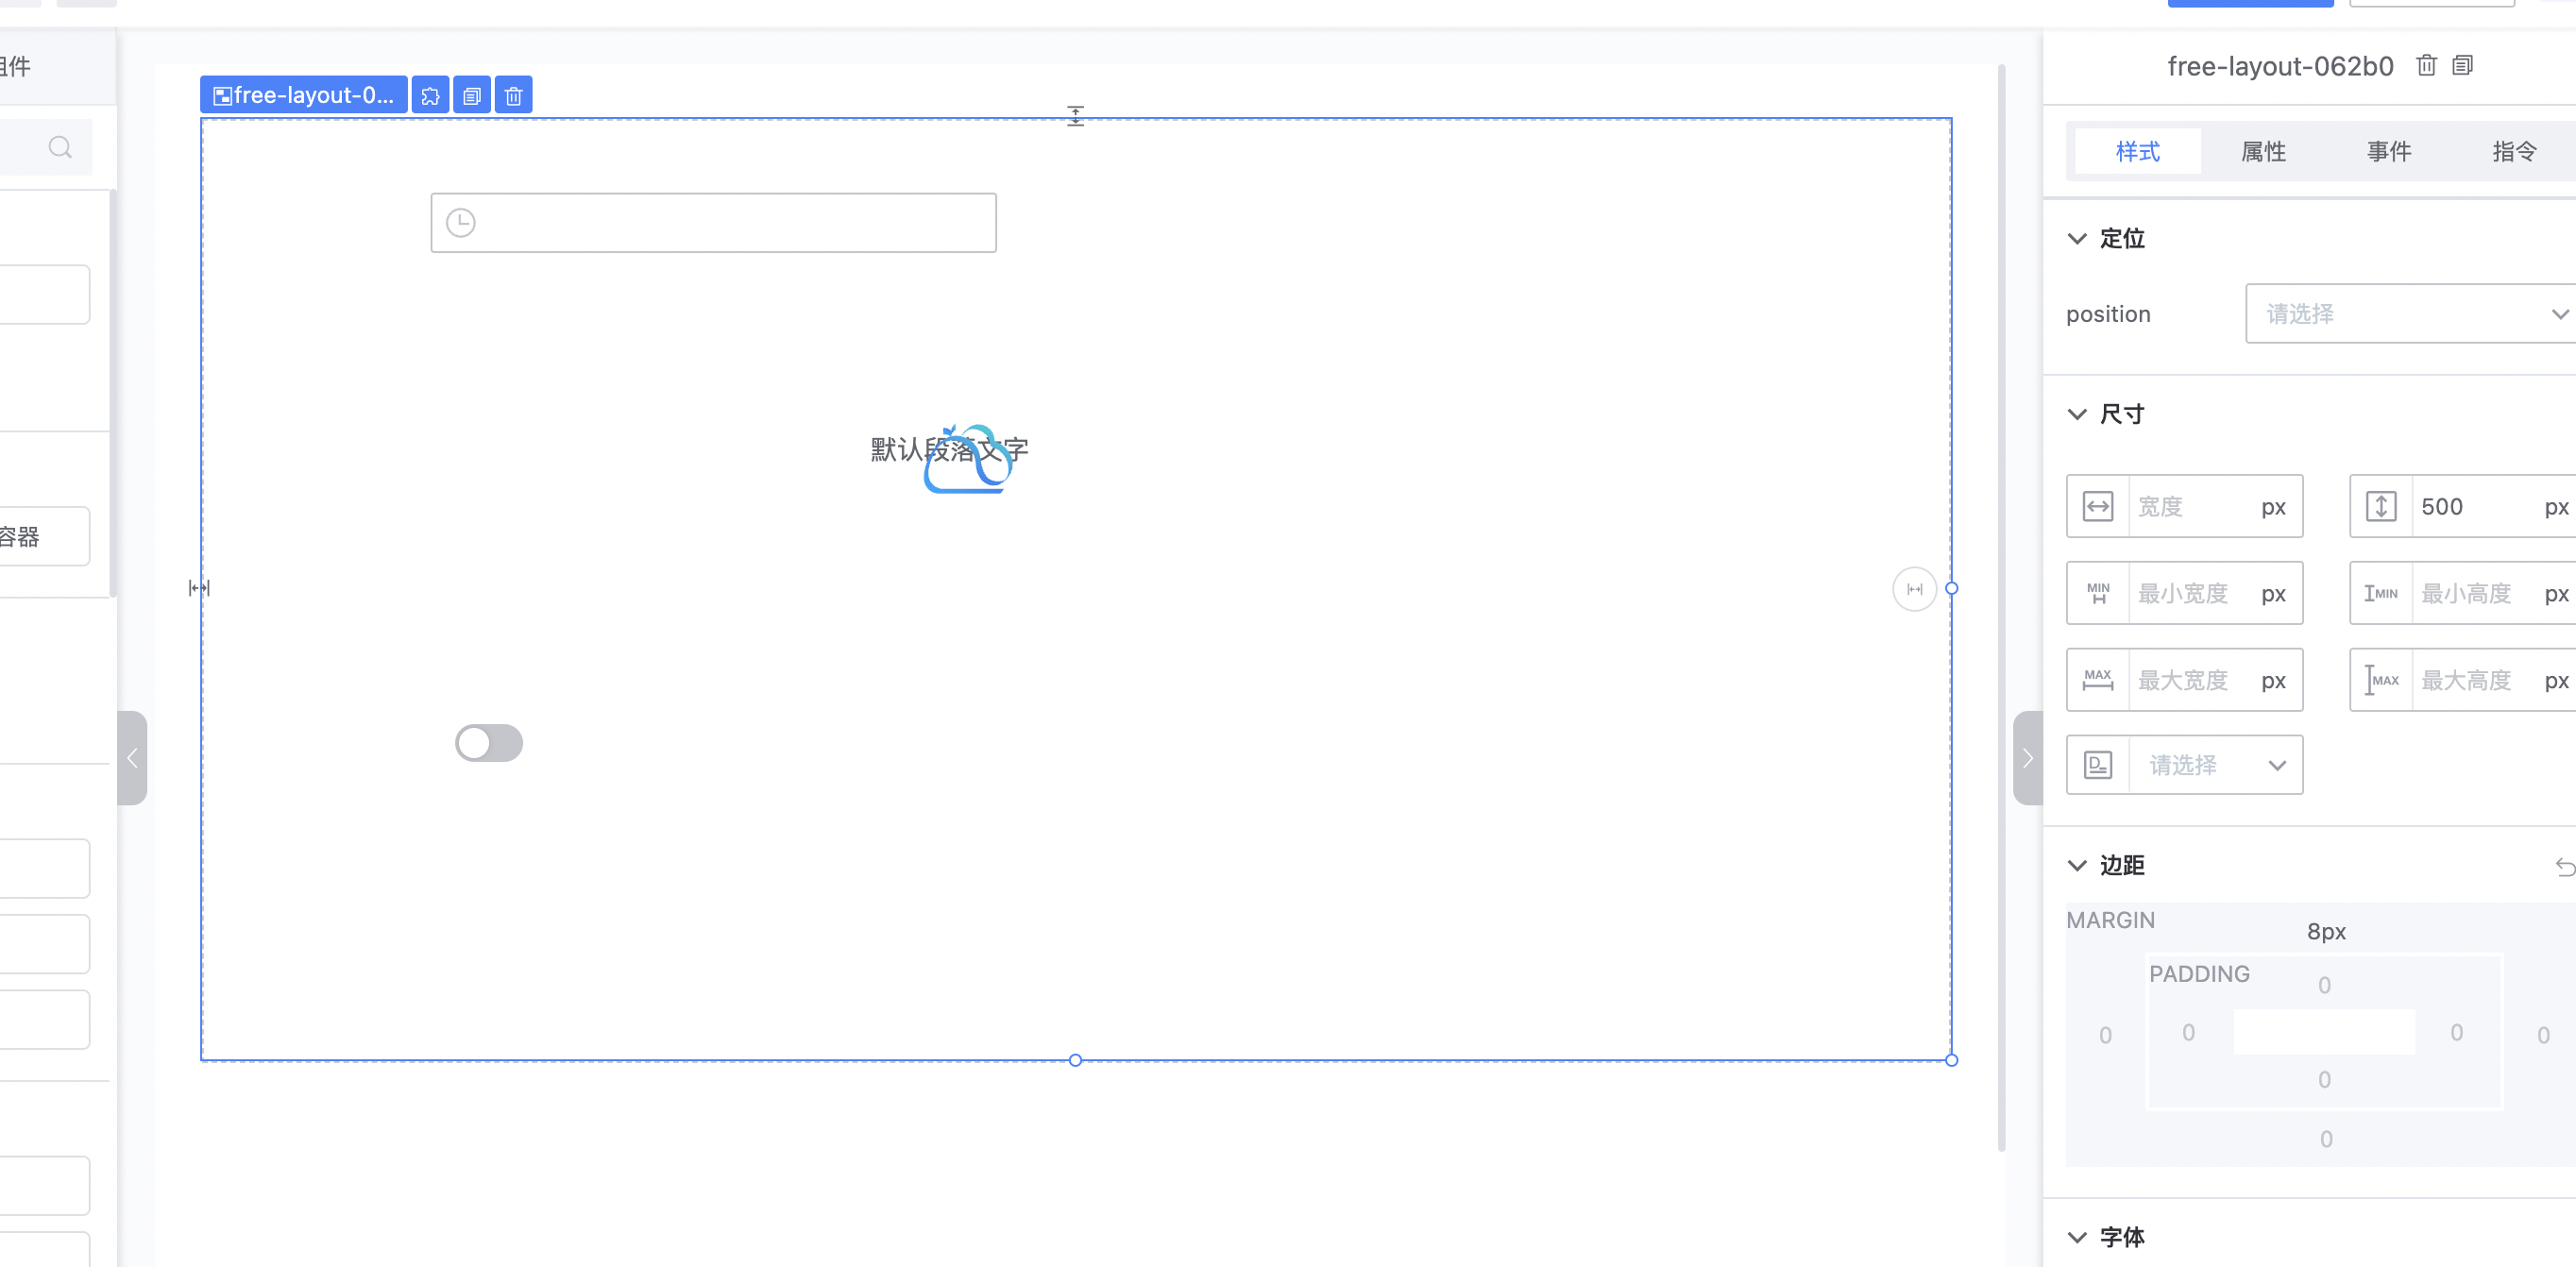 组件
容器
free-layout-0...
默认段落文字
free-layout-062b0
样式 属性 事件 指令
定位
position 请选择
尺寸
宽度 px 500 px
MIN 最小宽度 px MIN 最小高度 px
MAX 最大宽度 px MAX 最大高度 px
D 请选择
边距
MARGIN
8px
PADDING
0
0 0 0 0
0
0
字体